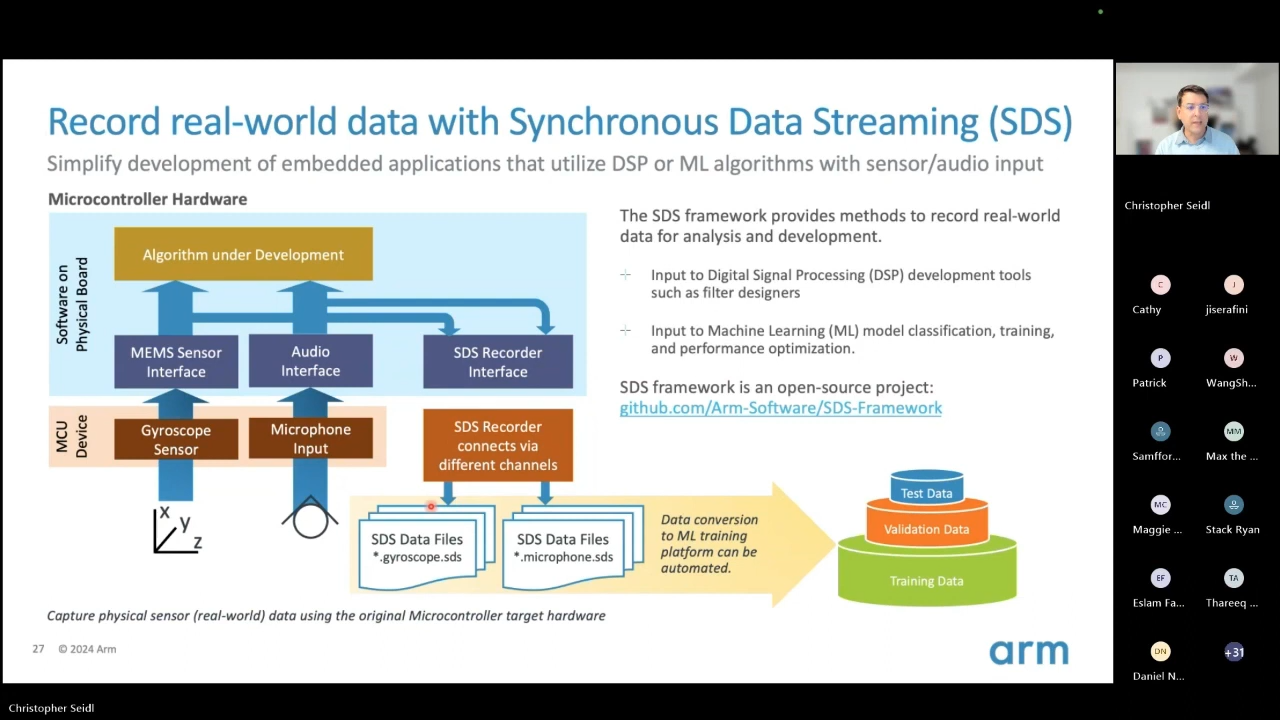 Record real-world data with Synchronous Data Streaming (SDS)
Simplify development of embedded applications that utilize DSP or ML algorithms with sensor/audio input
Microcontroller Hardware
Software on
Physical Board
Algorithm under Development
MEMS Sensor
Interface
Audio
Interface
SDS Recorder
Interface
MCU
Device
Gyroscope
Sensor
Microphone
Input
SDS Recorder
connects via
different channels
x
y
z
SDS Data Files
*.gyroscope.sds
SDS Data Files
*.microphone.sds
Data conversion
to ML training
platform can be
automated.
Test Data
Validation Data
Training Data
The SDS framework provides methods to record real-world
data for analysis and development.
Input to Digital Signal Processing (DSP) development tools
such as filter designers
Input to Machine Learning (ML) model classification, training,
and performance optimization.
SDS framework is an open-source project:
github.com/Arm-Software/SDS-Framework
Capture physical sensor (real-world) data using the original Microcontroller target hardware
27 © 2024 Arm
arm
Christopher Seidl
C
Cathy
J
jiserafini
P
Patrick
W
WangSh...
Samffor...
MM
Max the ...
MC
Maggie ...
Stack Ryan
EF
Eslam Fa...
TA
Thareeq ...
DN
Daniel N...
+31
Christopher Seidl